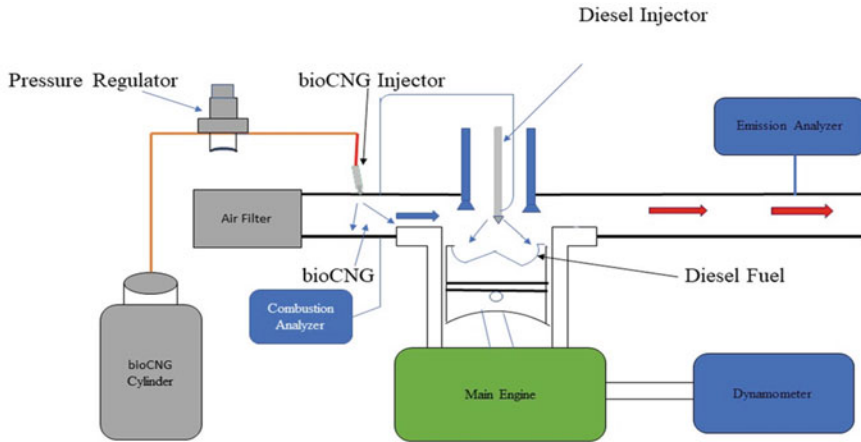 Diesel Injector
Pressure Regulator
bioCNG Injector
Emission Analyzer
Air Filter
bioCNG
Diesel Fuel
Combustion
Analyzer
bioCNG
Cylinder
Main Engine
Dynamometer